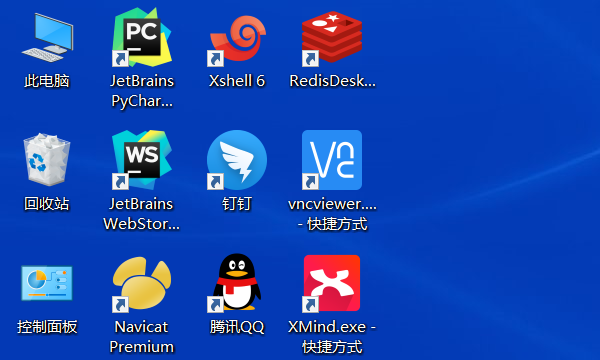 PC
此电脑
JetBrains
PyChar...
Xshell 6
RedisDesk...
WS
Vnc
回收站
JetBrains
WebStor...
钉钉
vncviewer....
- 快捷方式
控制面板
Navicat
Premium
腾讯QQ
XMind.exe -
快捷方式